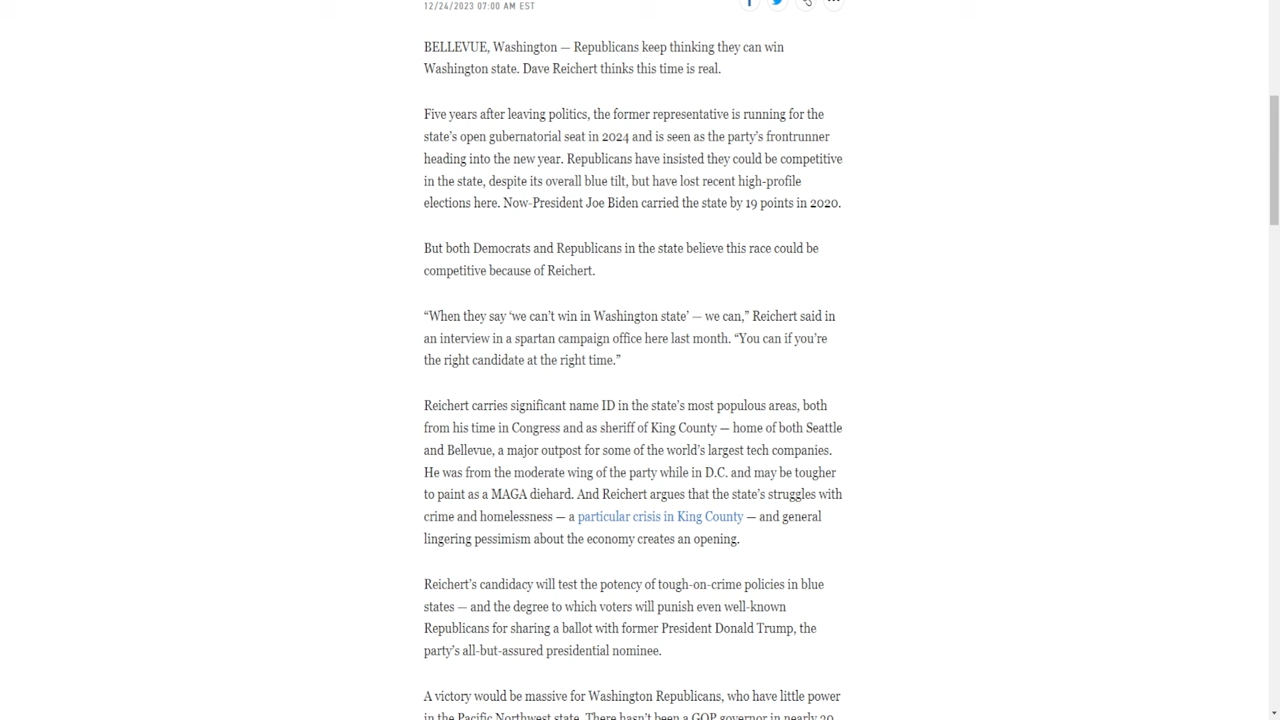 12/24/2023 07:00 AM EST
BELLEVUE, Washington — Republicans keep thinking they can win
Washington state. Dave Reichert thinks this time is real.
Five years after leaving politics, the former representative is running for the
state’s open gubernatorial seat in 2024 and is seen as the party’s frontrunner
heading into the new year. Republicans have insisted they could be competitive
in the state, despite its overall blue tilt, but have lost recent high-profile
elections here. Now-President Joe Biden carried the state by 19 points in 2020.
But both Democrats and Republicans in the state believe this race could be
competitive because of Reichert.
“When they say ‘we can’t win in Washington state’ — we can,” Reichert said in
an interview in a spartan campaign office here last month. “You can if you’re
the right candidate at the right time.”
Reichert carries significant name ID in the state’s most populous areas, both
from his time in Congress and as sheriff of King County — home of both Seattle
and Bellevue, a major outpost for some of the world’s largest tech companies.
He was from the moderate wing of the party while in D.C. and may be tougher
to paint as a MAGA diehard. And Reichert argues that the state’s struggles with
crime and homelessness — a particular crisis in King County — and general
lingering pessimism about the economy creates an opening.
Reichert’s candidacy will test the potency of tough-on-crime policies in blue
states — and the degree to which voters will punish even well-known
Republicans for sharing a ballot with former President Donald Trump, the
party’s all-but-assured presidential nominee.
A victory would be massive for Washington Republicans, who have little power
in the Pacific Northwest state. There hasn’t been a GOP governor in nearly